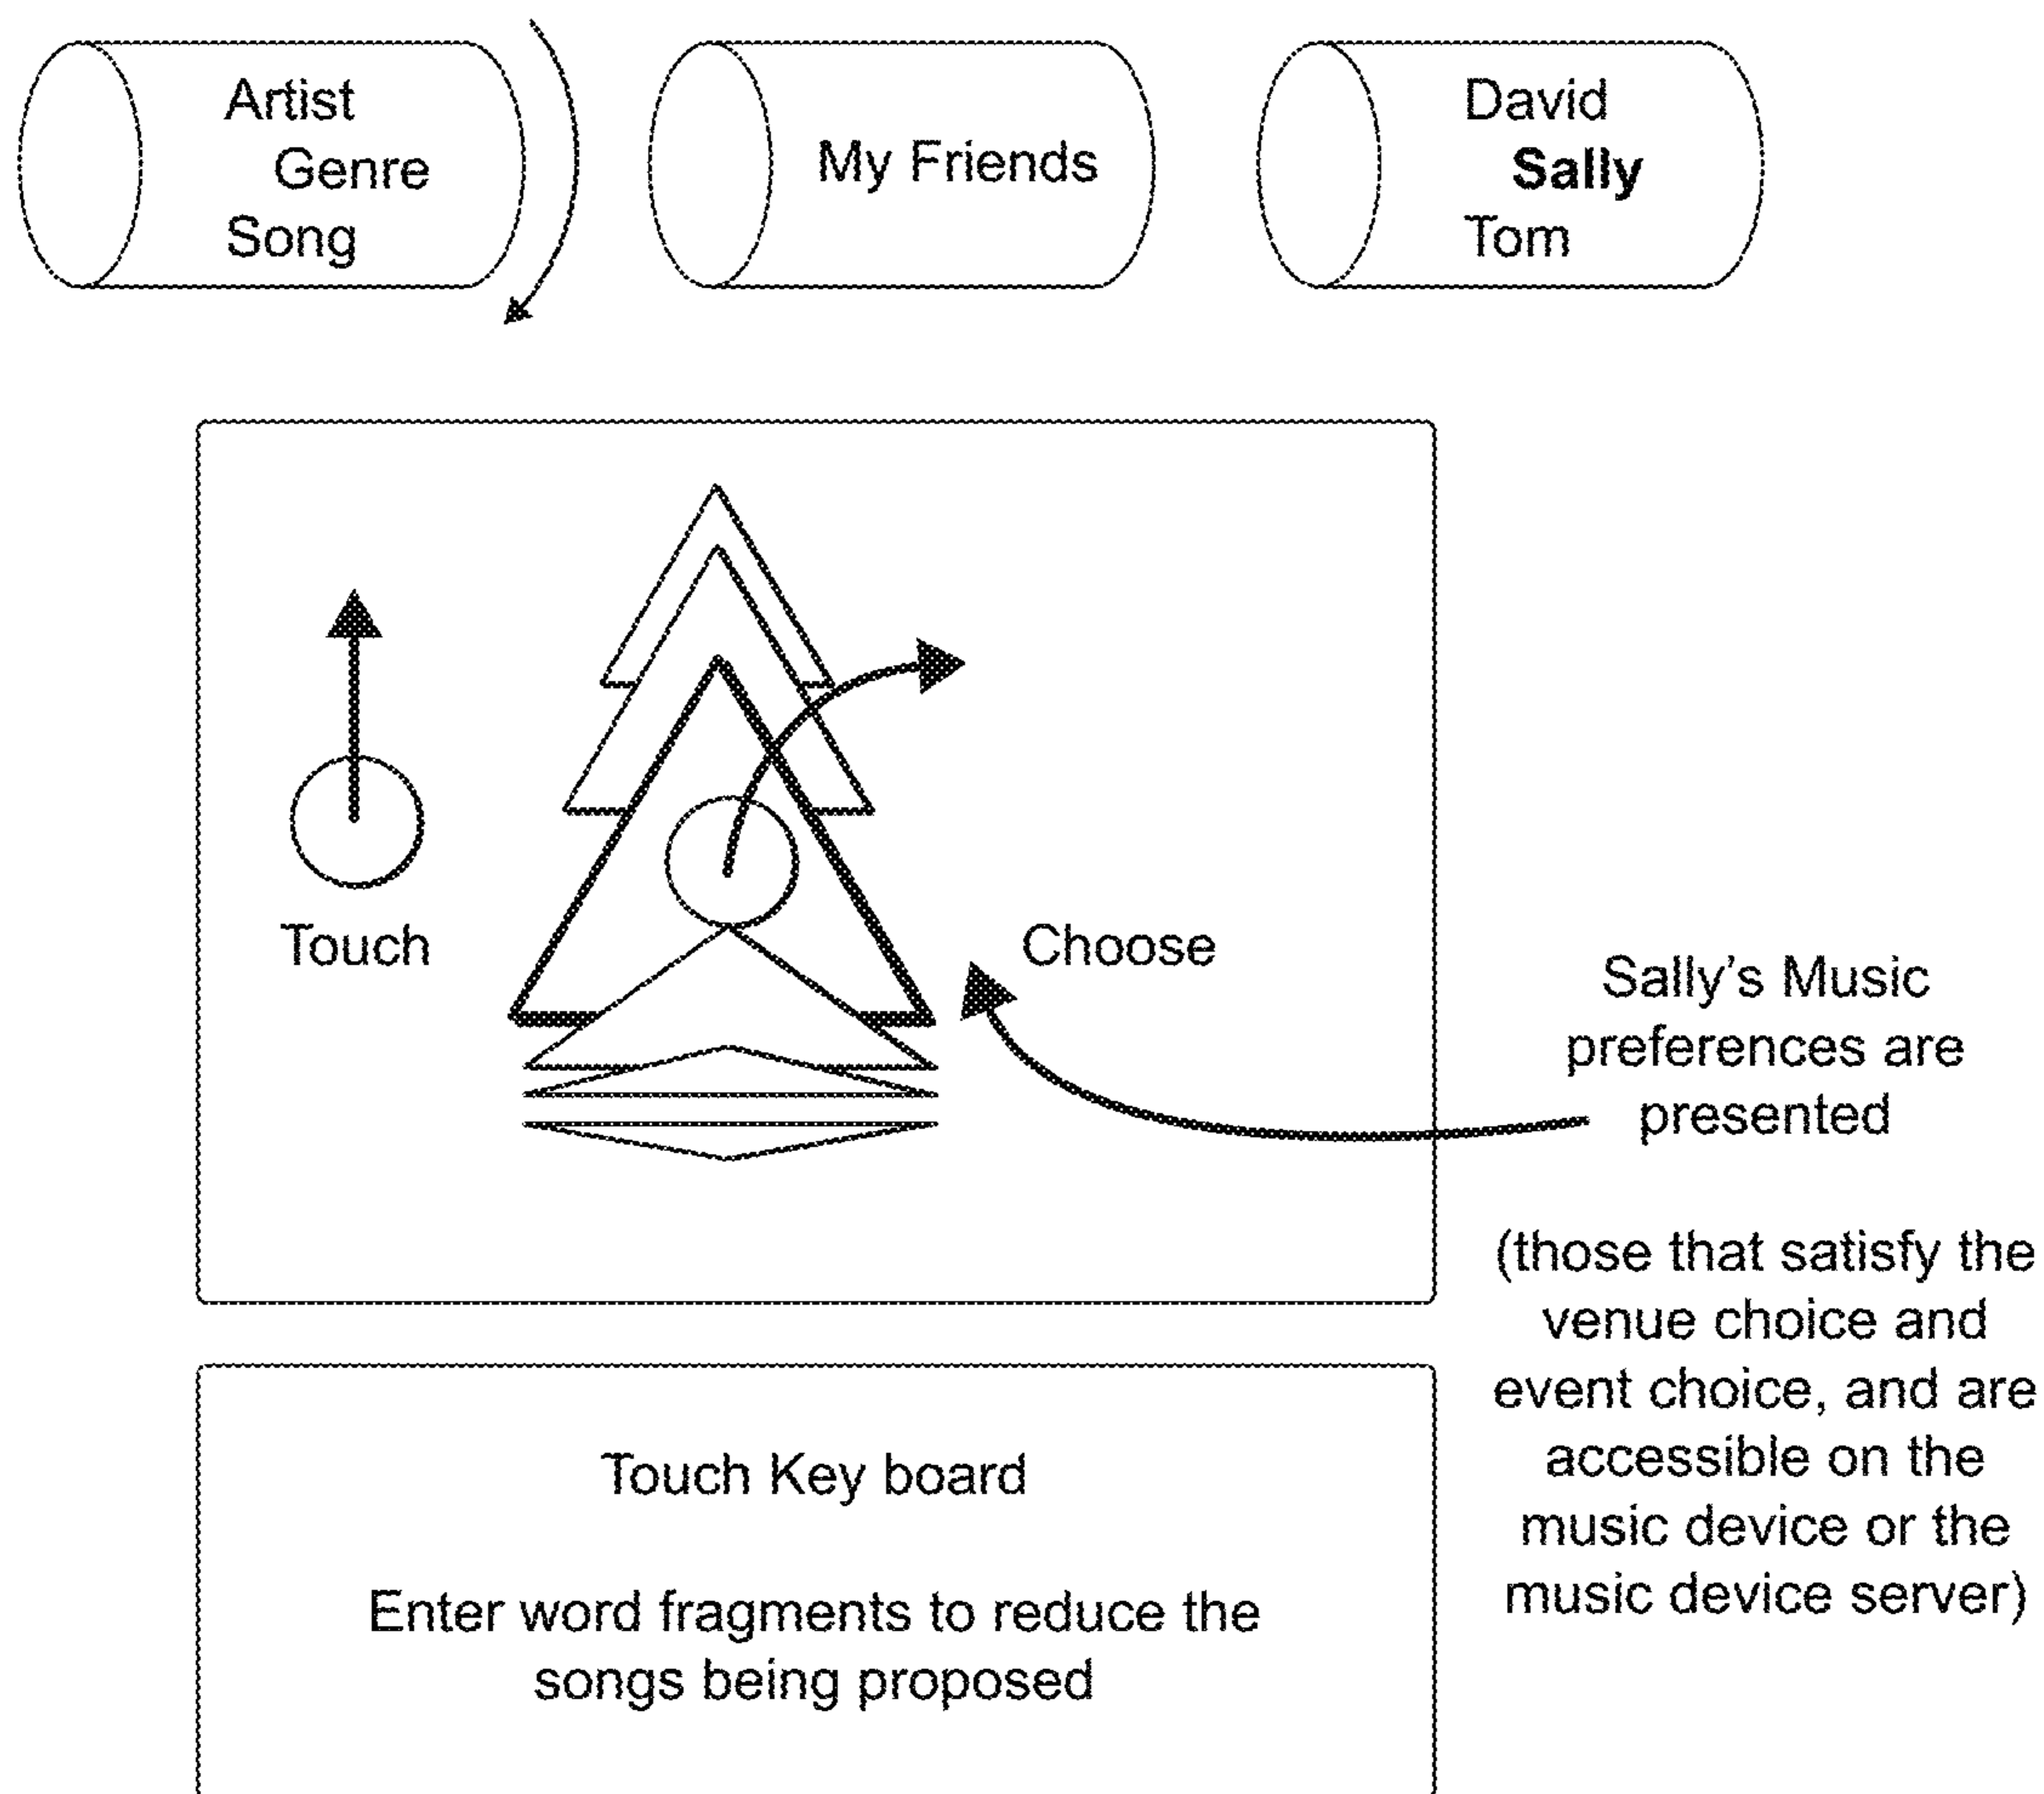 Artist
Genre
Song
My Friends
David
Sally
Tom
Touch
Choose
Sally's Music
preferences are
presented
(those that satisfy the
venue choice and
event choice, and are
accessible on the
music device or the
music device server)
Touch Key board
Enter word fragments to reduce the
songs being proposed